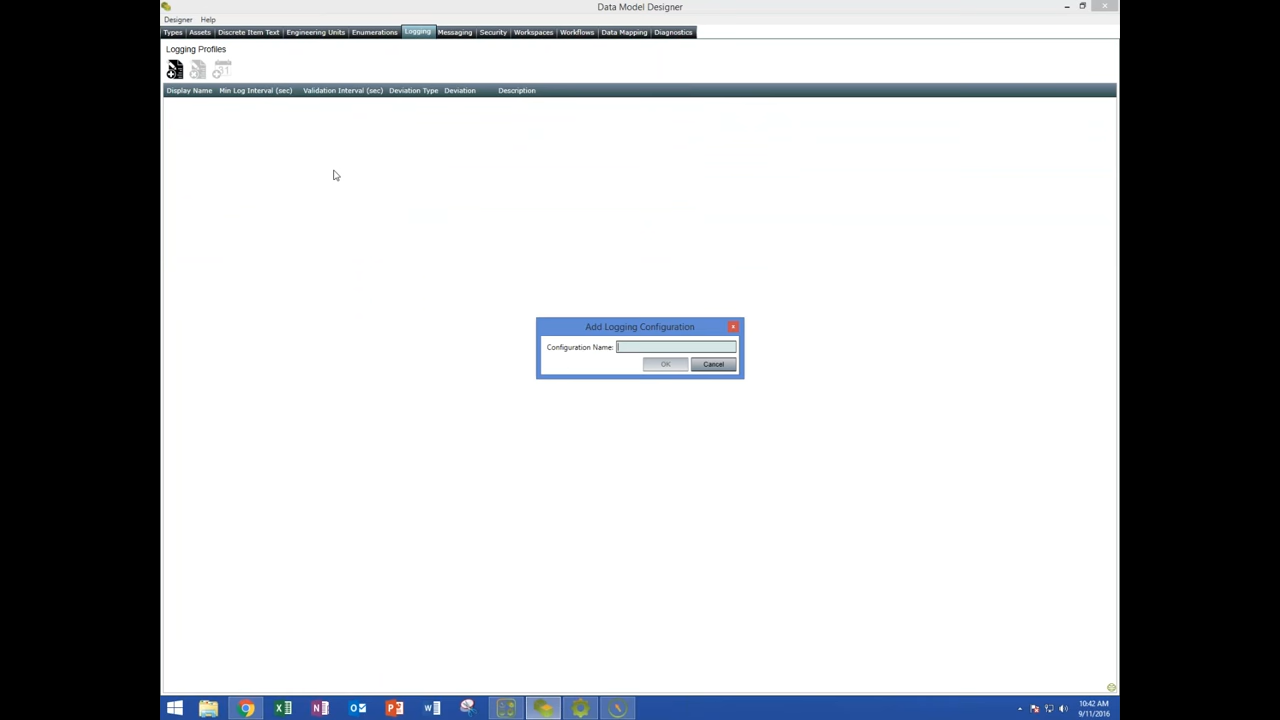 Data Model Designer
Designer Help
Types Assets Discrete Item Text Engineering Units Enumerations Logging Messaging Security Workspaces Workflows Data Mapping Diagnostics
Logging Profiles
31
Display Name Min Log Interval (sec) Validation Interval (sec) Deviation Type Deviation Description
Add Logging Configuration
Configuration Name:
OK Cancel
10:42 AM
9/11/2016